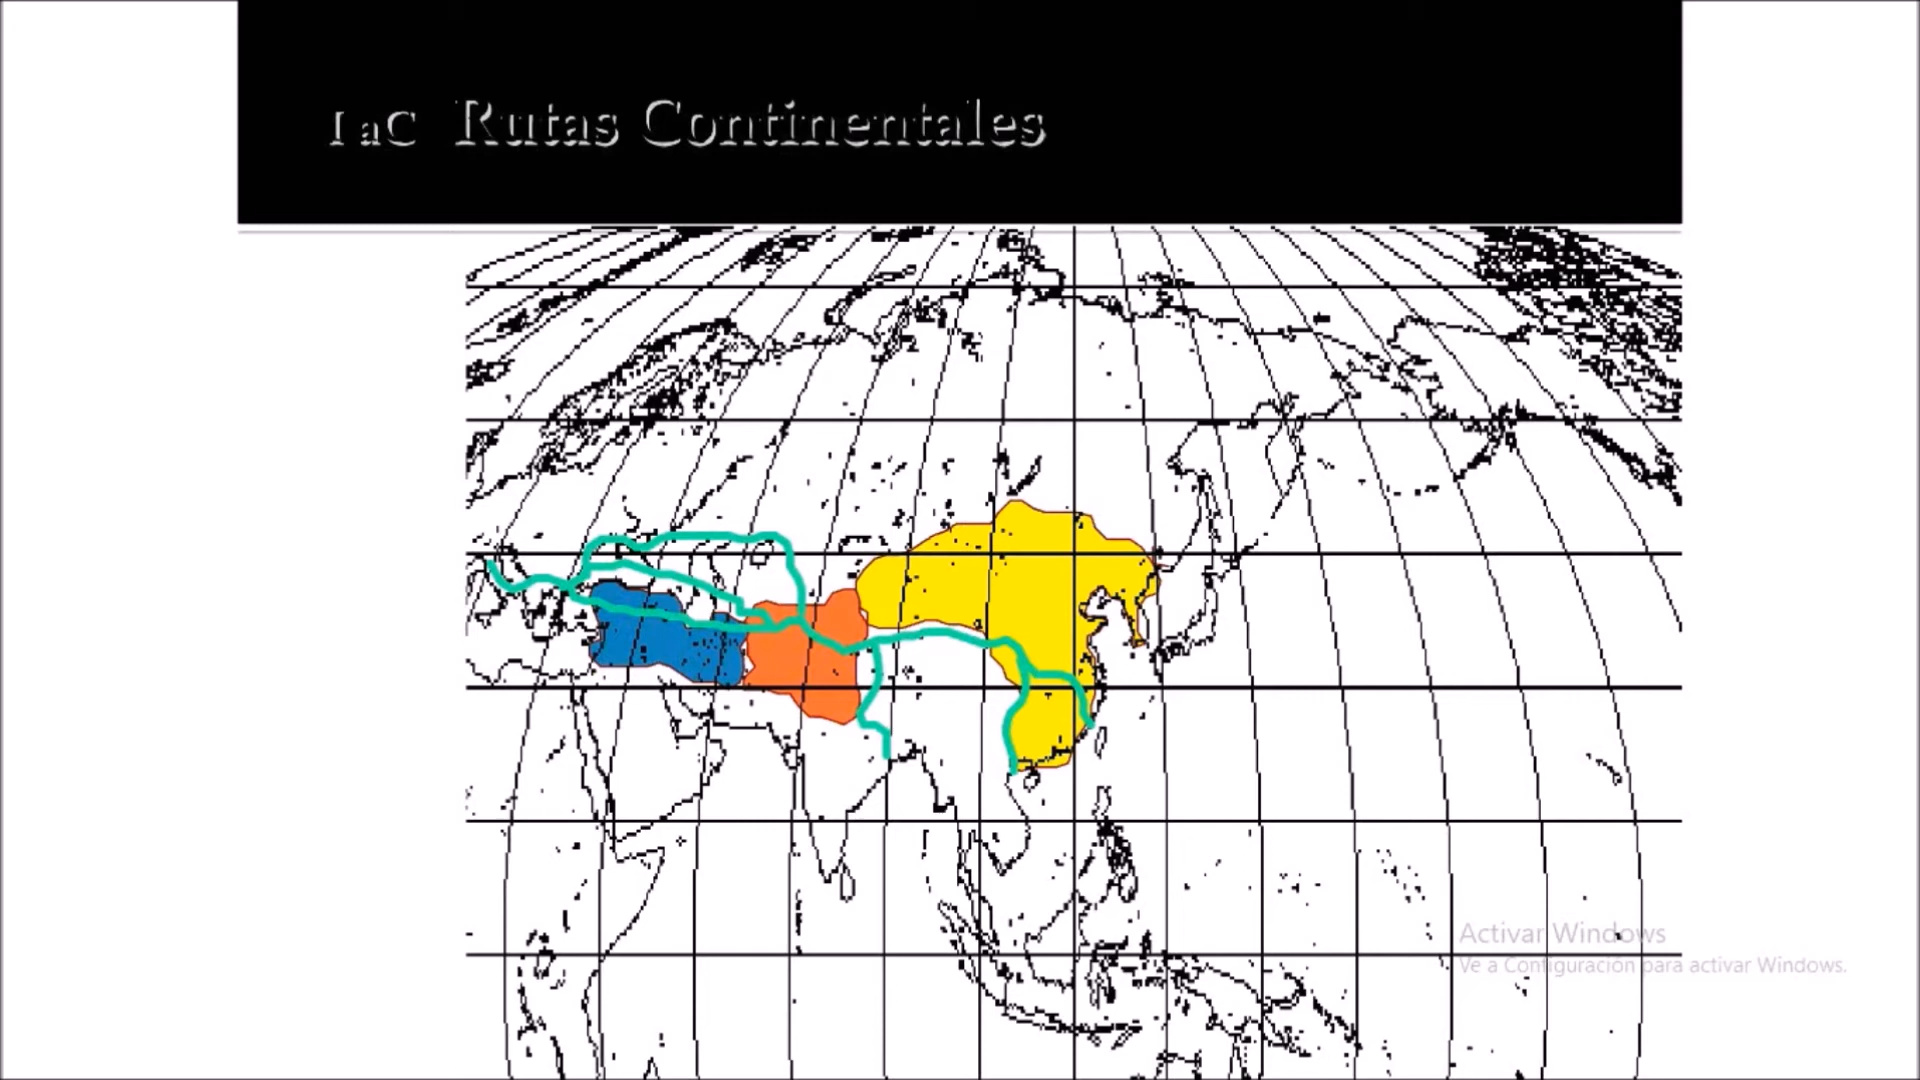 I aC Rutas Continentales
Activar Windows
Ve a Configuración para activar Windows.